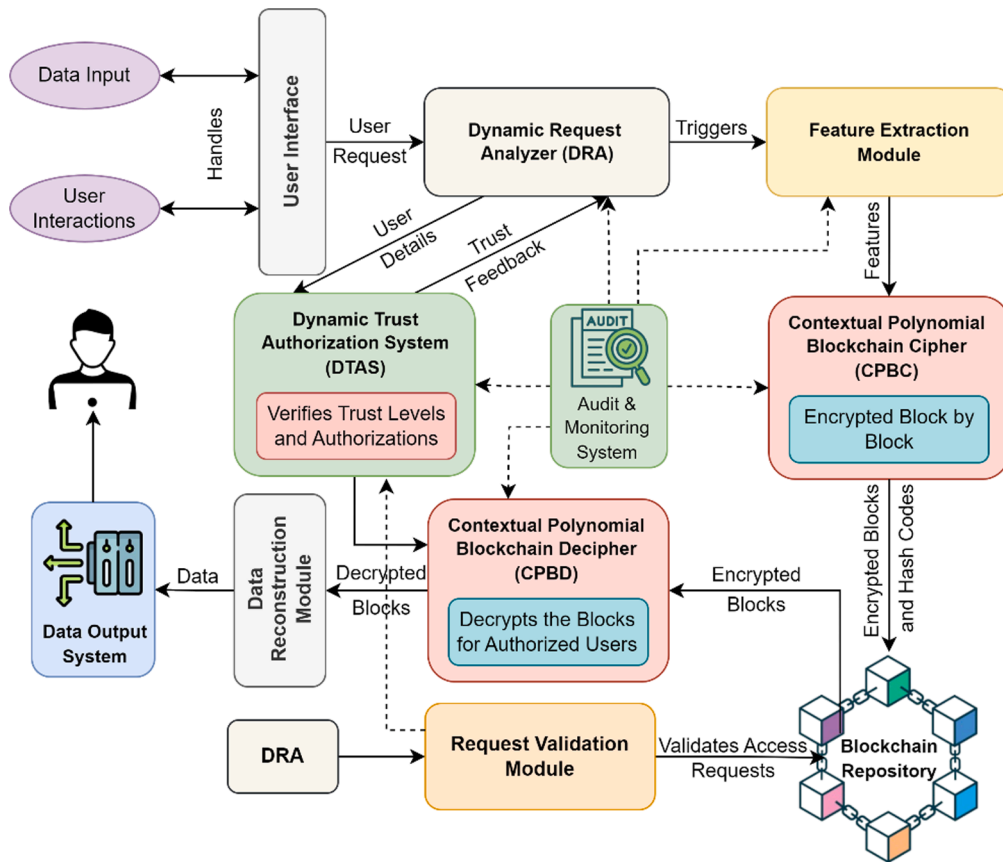 Data Input
User
Interactions
Handles
User Interface
User
Request
Dynamic Request
Analyzer (DRA)
Triggers
Feature Extraction
Module
User
Details
Trust
Feedback
Features
Dynamic Trust
Authorization System
(DTAS)
Verifies Trust Levels
and Authorizations
AUDIT
Audit &
Monitoring
System
Contextual Polynomial
Blockchain Cipher
(CPBC)
Encrypted Block by
Block
Encrypted Blocks
and Hash Codes
Data Output
System
Data
Data
Reconstruction
Module
Decrypted
Blocks
Contextual Polynomial
Blockchain Decipher
(CPBD)
Decrypts the Blocks
for Authorized Users
Encrypted
Blocks
DRA
Request Validation
Module
Validates Access
Requests
Blockchain
Repository